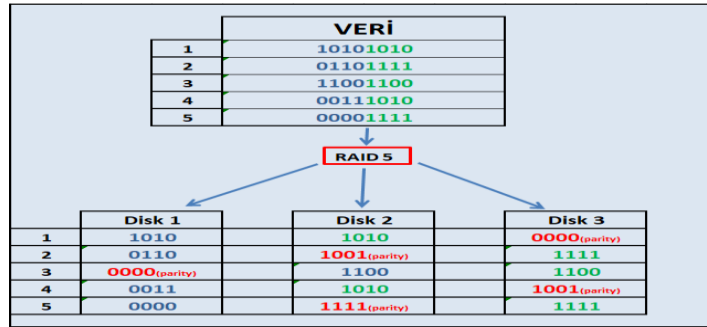 VERİ
1 10101010
2 01101111
3 11001100
4 00111010
5 00001111
RAID 5
Disk 1 Disk 2 Disk 3
1 1010 1010 0000(parity)
2 0110 1001(parity) 1111
3 0000(parity) 1100 1100
4 0011 1010 1001(parity)
5 0000 1111(parity) 1111